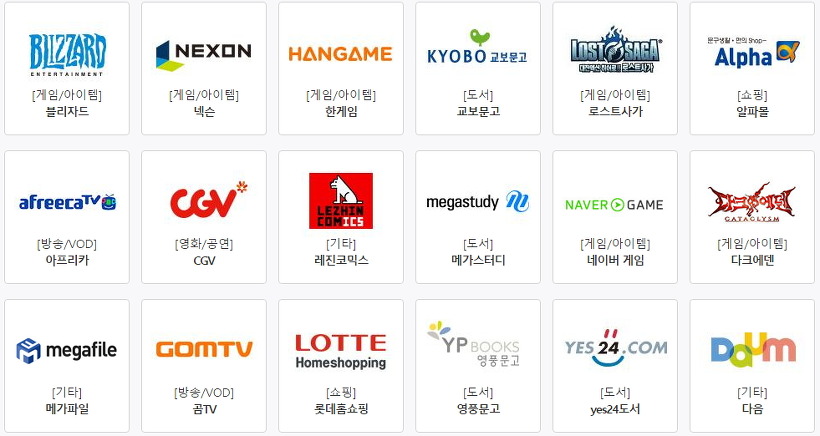 BLIZZARD
ENTERTAINMENT
[게임/아이템]
블리자드
NEXON
[게임/아이템]
넥슨
HANGAME
[게임/아이템]
한게임
KYOBO 교보문고
[도서]
교보문고
LOST SAGA
대전액션 히어로! 로스트사가
[게임/아이템]
로스트사가
문구생활·편의 Shop~
Alpha
[쇼핑]
알파몰
afreecaTV
[방송/VOD]
아프리카
CGV
[영화/공연]
CGV
LEZHIN
COMICS
[기타]
레진코믹스
megastudy
[도서]
메가스터디
NAVER GAME
[게임/아이템]
네이버 게임
다크에덴
CATACLYSM
[게임/아이템]
다크에덴
megafile
[기타]
메가파일
GOMTV
[방송/VOD]
곰TV
LOTTE
Homeshopping
[쇼핑]
롯데홈쇼핑
YP BOOKS
영풍문고
[도서]
영풍문고
YES24.COM
[도서]
yes24도서
Daum
[기타]
다음